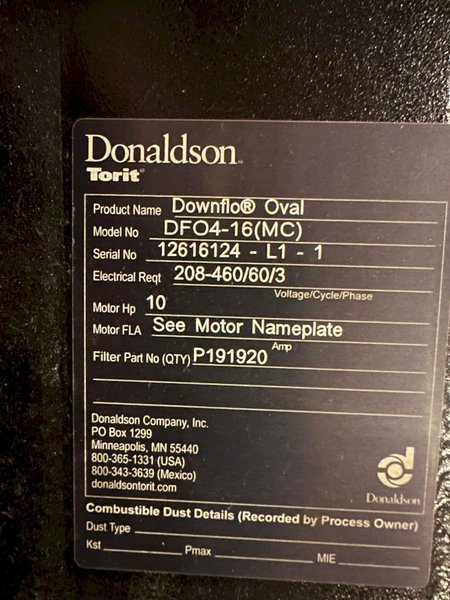 Donaldson
Torit®
Product Name Downflo® Oval
Model No DFO4-16(MC)
Serial No 12616124 - L1 - 1
Electrical Reqt 208-460/60/3
Voltage/Cycle/Phase
Motor Hp 10
Motor FLA See Motor Nameplate
Amp
Filter Part No (QTY) P191920
Donaldson Company, Inc.
PO Box 1299
Minneapolis, MN 55440
800-365-1331 (USA)
800-343-3639 (Mexico)
donaldsontorit.com
Donaldson
Combustible Dust Details (Recorded by Process Owner)
Dust Type
Kst Pmax MIE